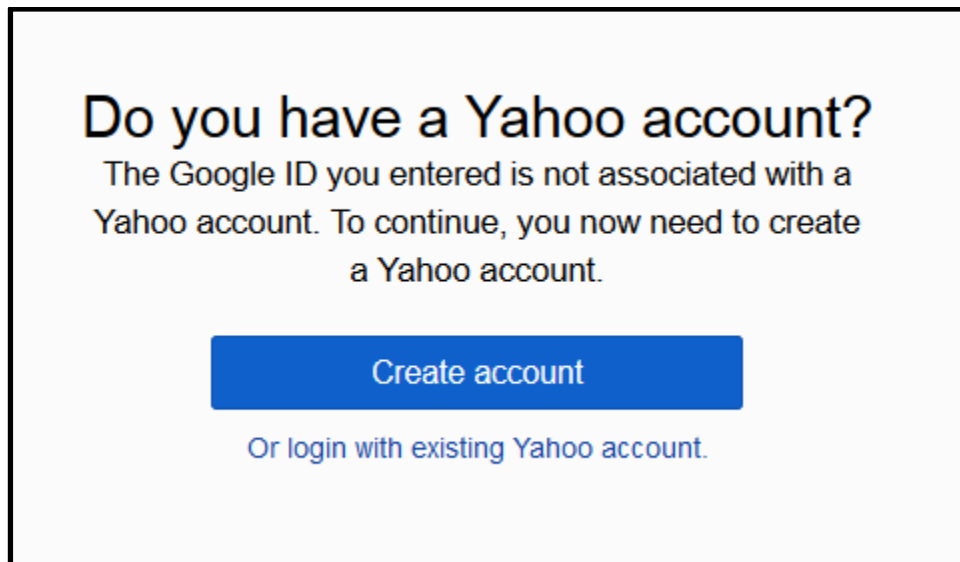 Do you have a Yahoo account?
The Google ID you entered is not associated with a
Yahoo account. To continue, you now need to create
a Yahoo account.
Create account
Or login with existing Yahoo account.